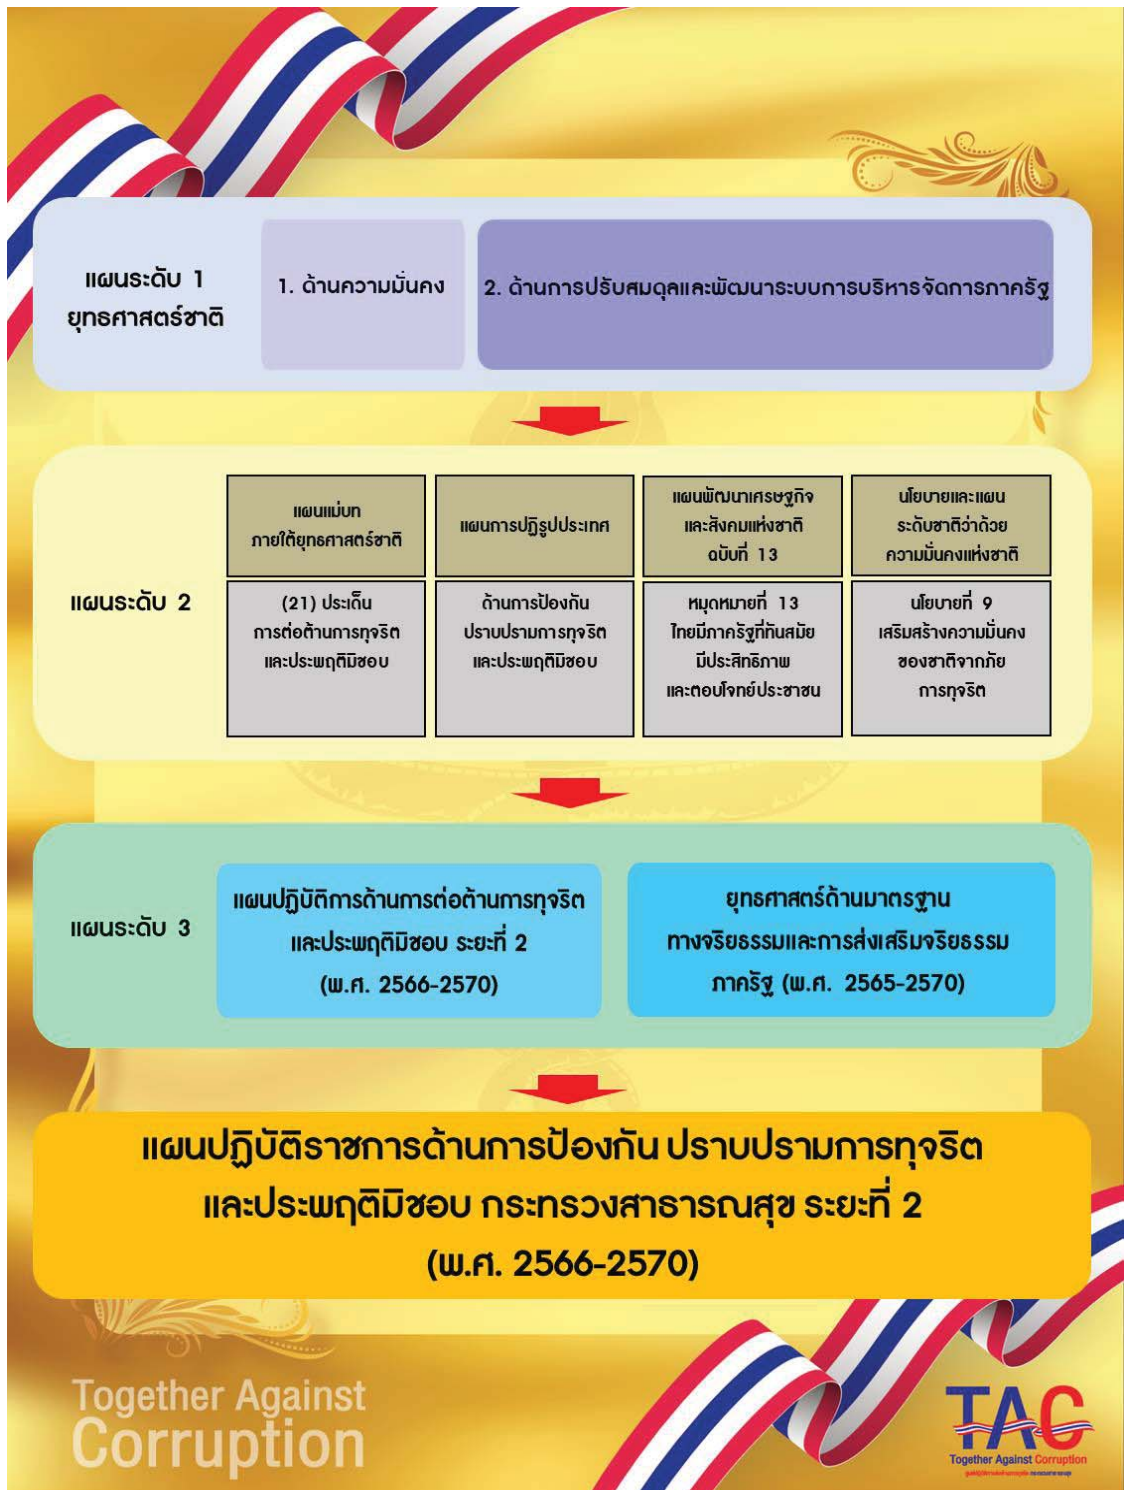 แผนระดับ 1
ยุทธศาสตร์ชาติ
1. ด้านความมั่นคง
2. ด้านการปรับสมดุลและพัฒนาระบบการบริหารจัดการภาครัฐ
แผนระดับ 2
แผนแม่บท
ภายใต้ยุทธศาสตร์ชาติ
(21) ประเด็น
การต่อต้านการทุจริต
และประพฤติมิชอบ
แผนการปฏิรูปประเทศ
ด้านการป้องกัน
ปราบปรามการทุจริต
และประพฤติมิชอบ
แผนพัฒนาเศรษฐกิจ
และสังคมแห่งชาติ
ฉบับที่ 13
หมุดหมายที่ 13
ไทยมีภาครัฐที่ทันสมัย
มีประสิทธิภาพ
และตอบโจทย์ประชาชน
นโยบายและแผน
ระดับชาติว่าด้วย
ความมั่นคงแห่งชาติ
นโยบายที่ 9
เสริมสร้างความมั่นคง
ของชาติจากภัย
การทุจริต
แผนระดับ 3
แผนปฏิบัติการด้านการต่อต้านการทุจริต
และประพฤติมิชอบ ระยะที่ 2
(พ.ศ. 2566-2570)
ยุทธศาสตร์ด้านมาตรฐาน
ทางจริยธรรมและการส่งเสริมจริยธรรม
ภาครัฐ (พ.ศ. 2565-2570)
แผนปฏิบัติราชการด้านการป้องกัน ปราบปรามการทุจริต
และประพฤติมิชอบ กระทรวงสาธารณสุข ระยะที่ 2
(พ.ศ. 2566-2570)
Together Against
Corruption
TAC
Together Against Corruption